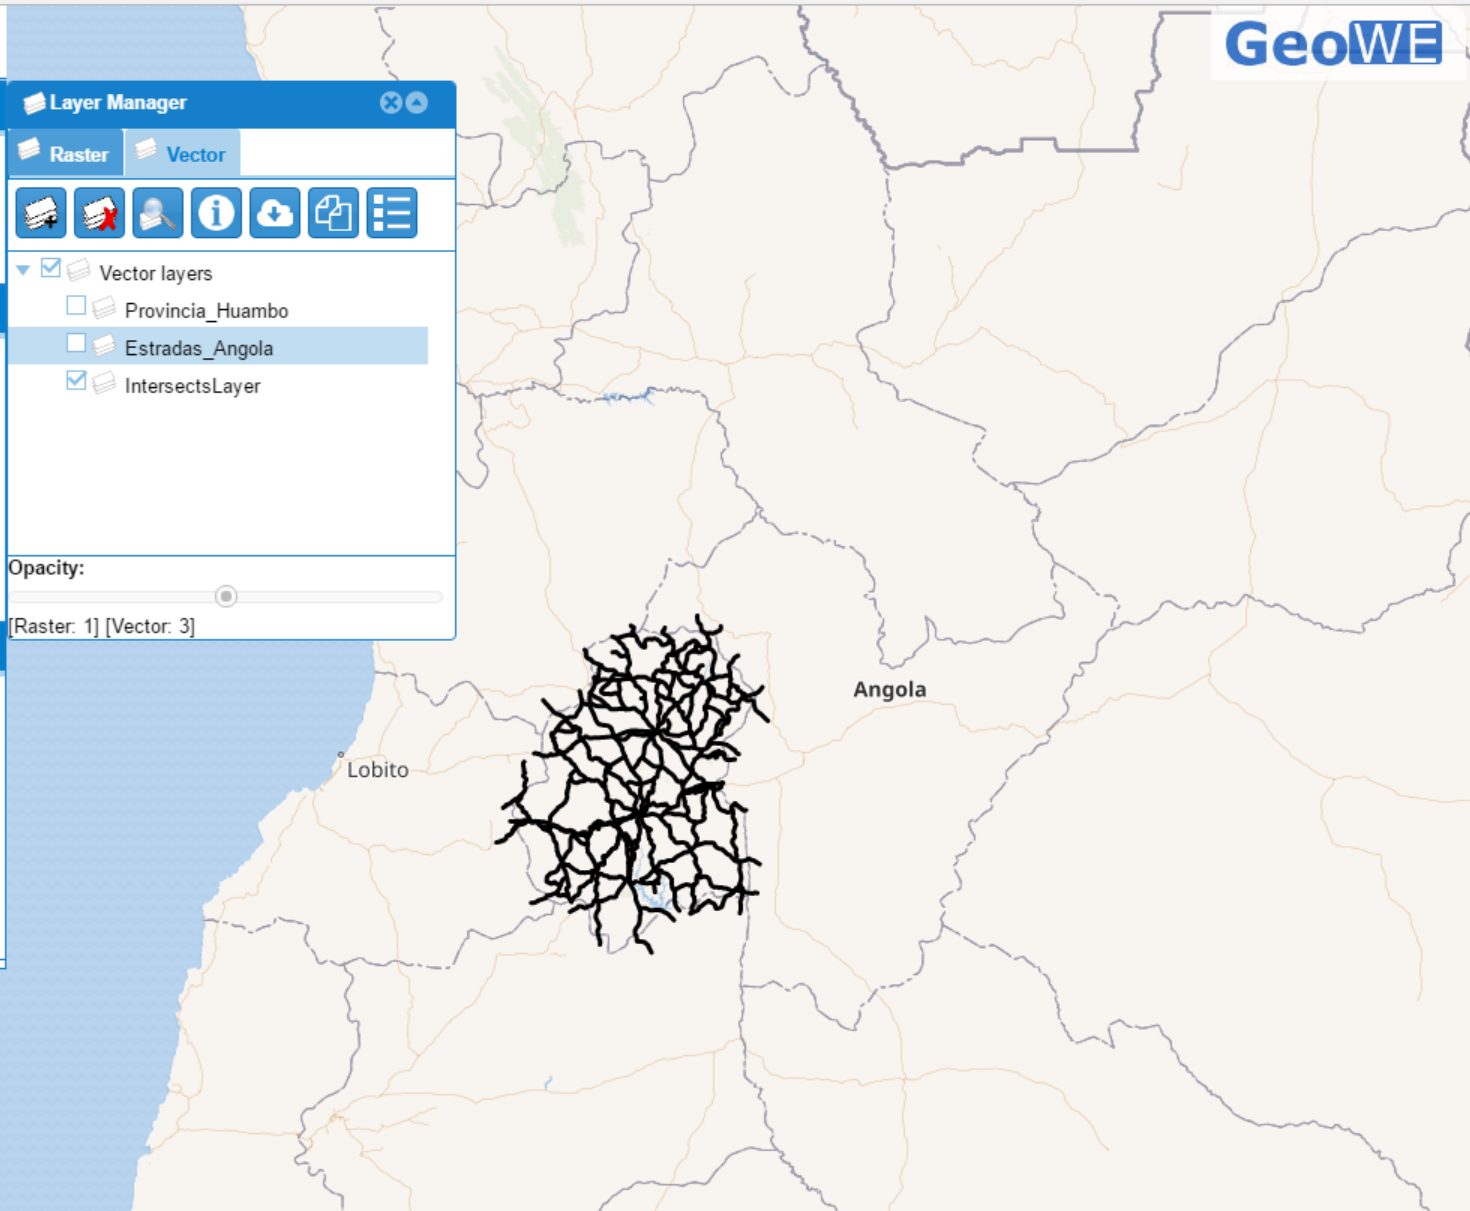 GeoWE
Layer Manager
Raster
Vector
Vector layers
Provincia_Huambo
Estradas_Angola
IntersectsLayer
Opacity:
[Raster: 1] [Vector: 3]
Angola
Lobito